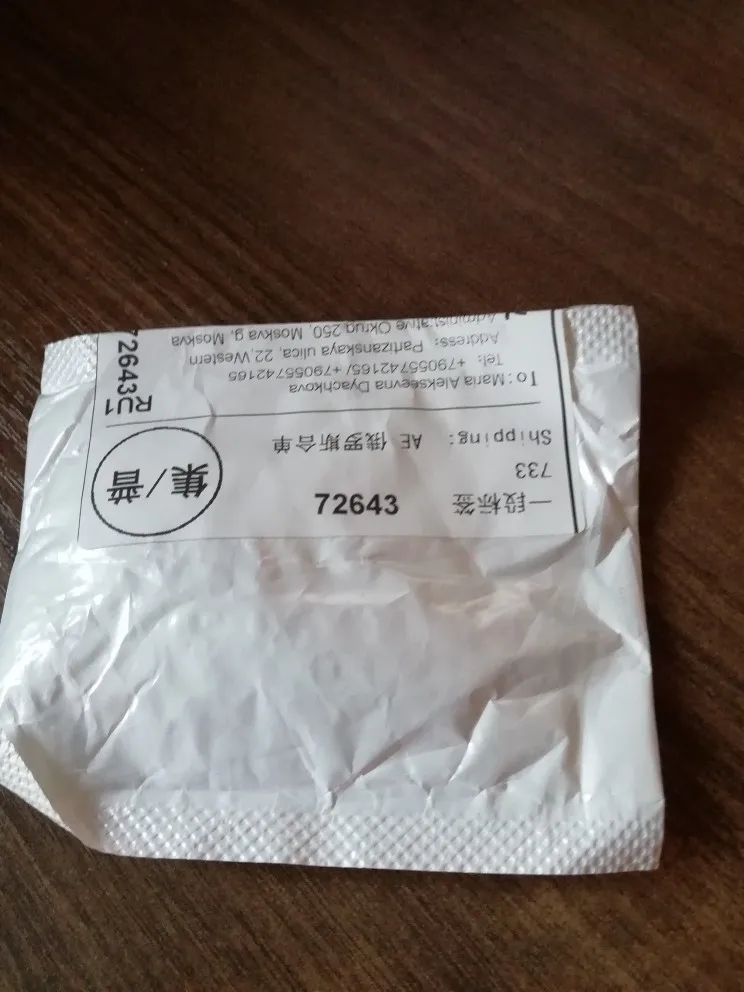 一段标签 72643
733
集/普
Shipping: AE 俄罗斯合单
To:Maria Alekseevna Dyachkova
Tel: +79055742165/+79055742165
Address: Partizanskaya ulica, 22,Western
Administrative Okrug 250, Moskva g, Moskva
72643